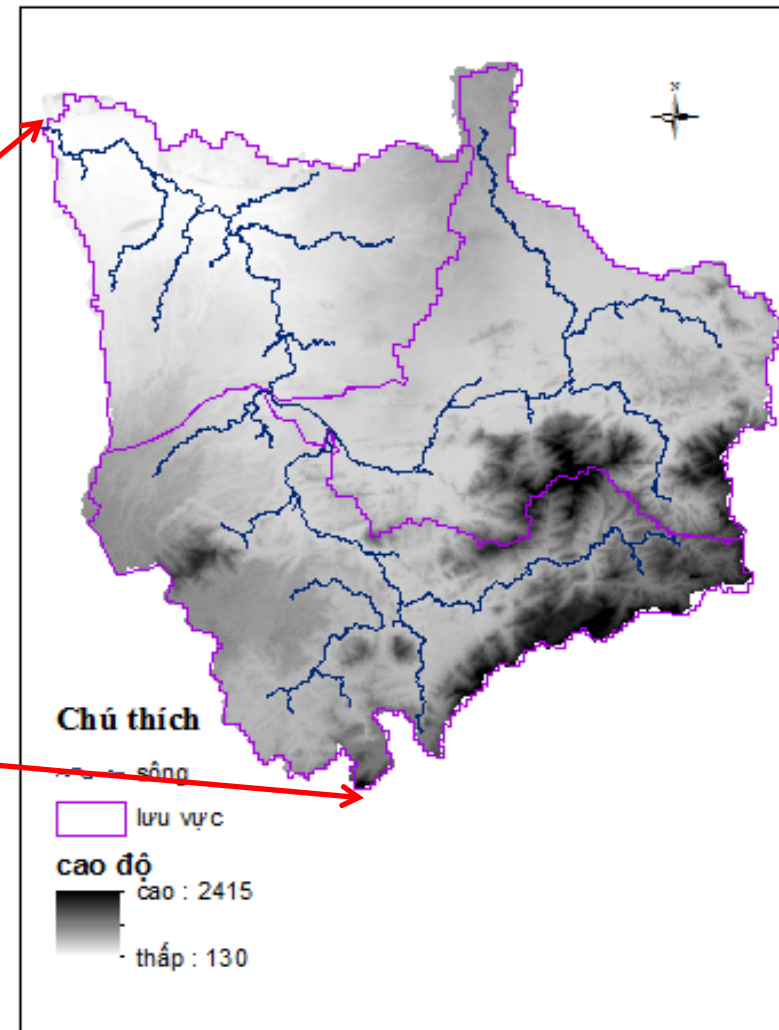 N
Chú thích
sông
lưu vực
cao độ
cao : 2415
thấp : 130